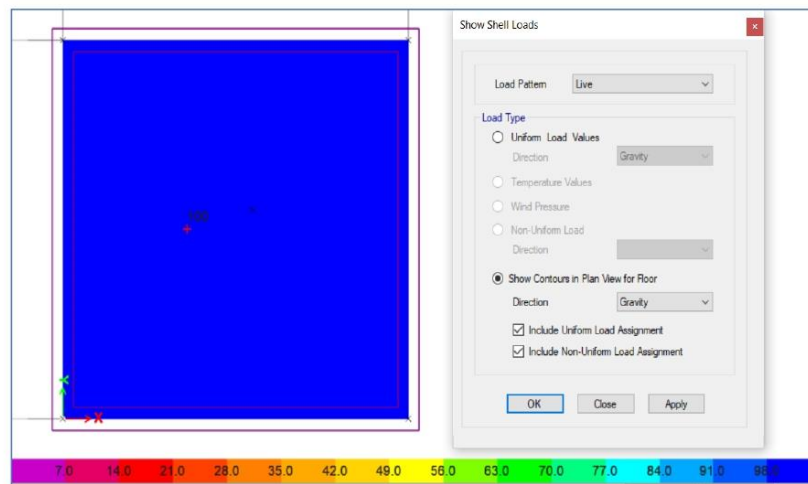 Show Shell Loads
Load Pattern Live
Load Type
Uniform Load Values
Direction Gravity
Temperature Values
Wind Pressure
Non-Uniform Load
Direction
Show Contours in Plan View for Floor
Direction Gravity
Include Uniform Load Assignment
Include Non-Uniform Load Assignment
OK Close Apply
100
X
7.0 14.0 21.0 28.0 35.0 42.0 49.0 56.0 63.0 70.0 77.0 84.0 91.0